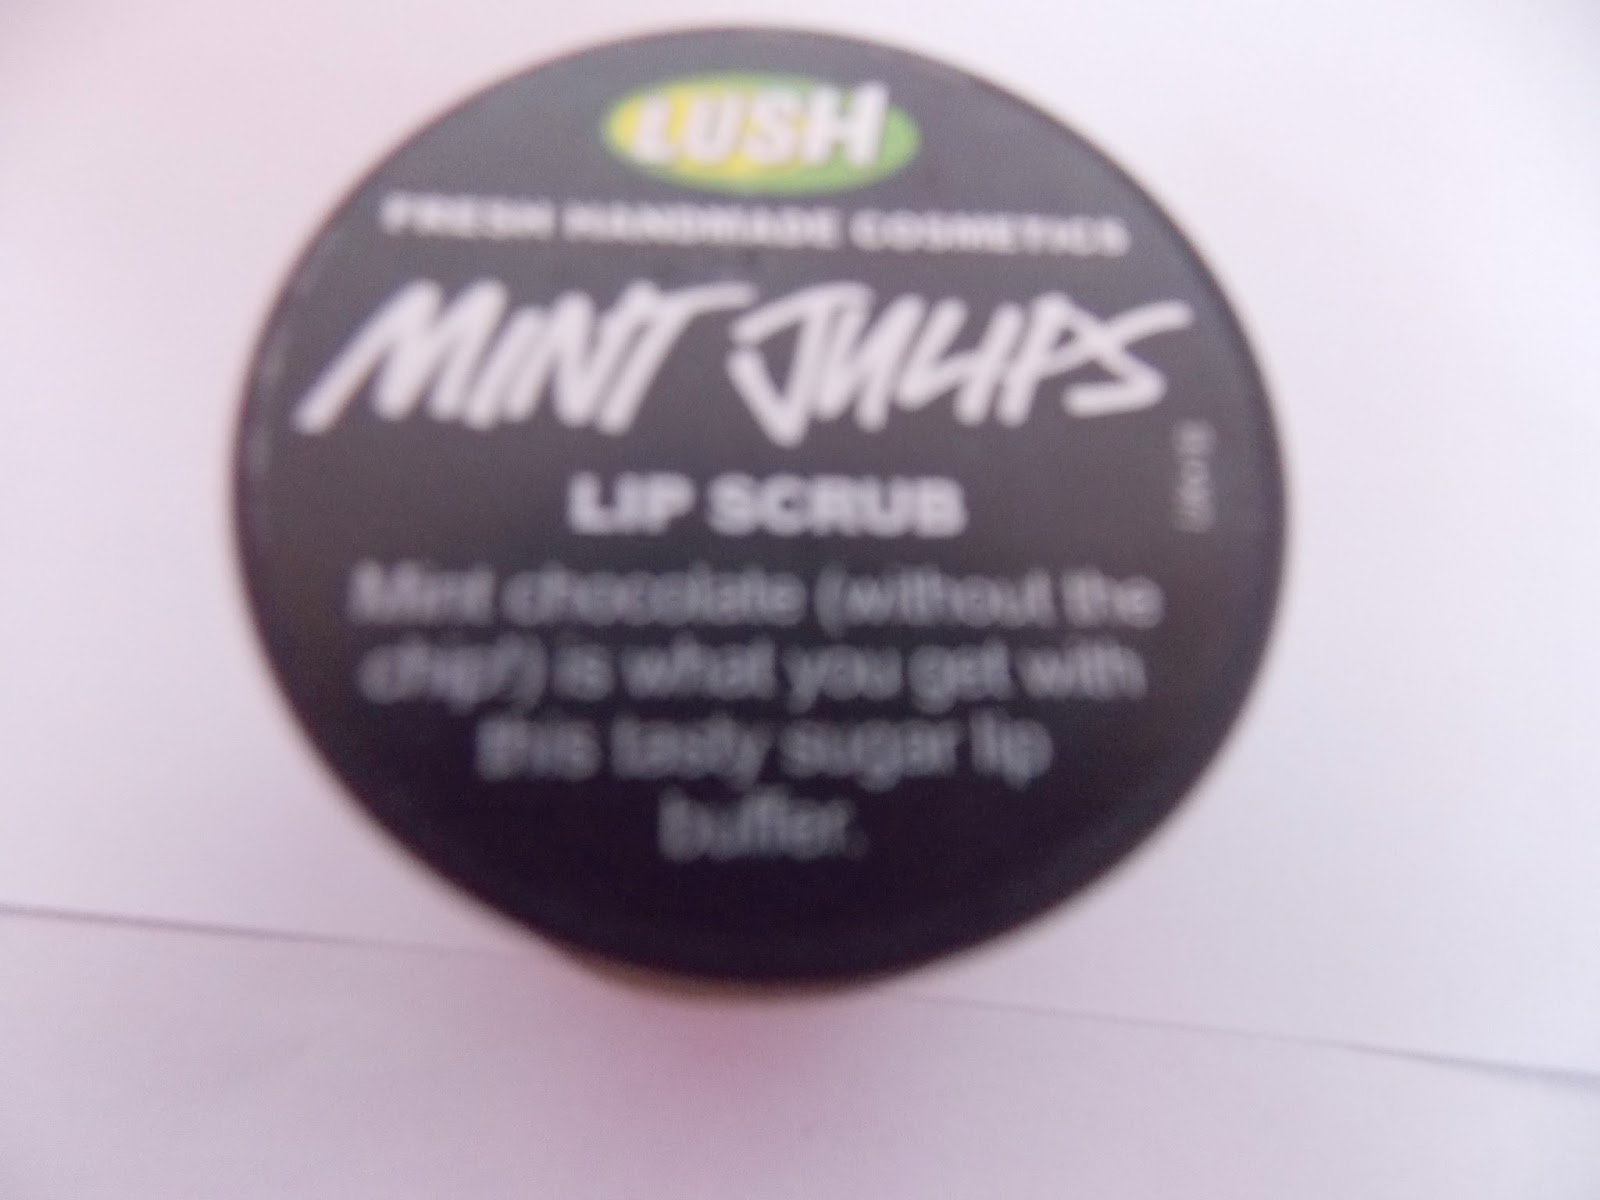 LUSH
FRESH HANDMADE COSMETICS
MINT JULIPS
LIP SCRUB
Mint chocolate (without the
chip!) is what you get with
this tasty sugar lip
buffer.